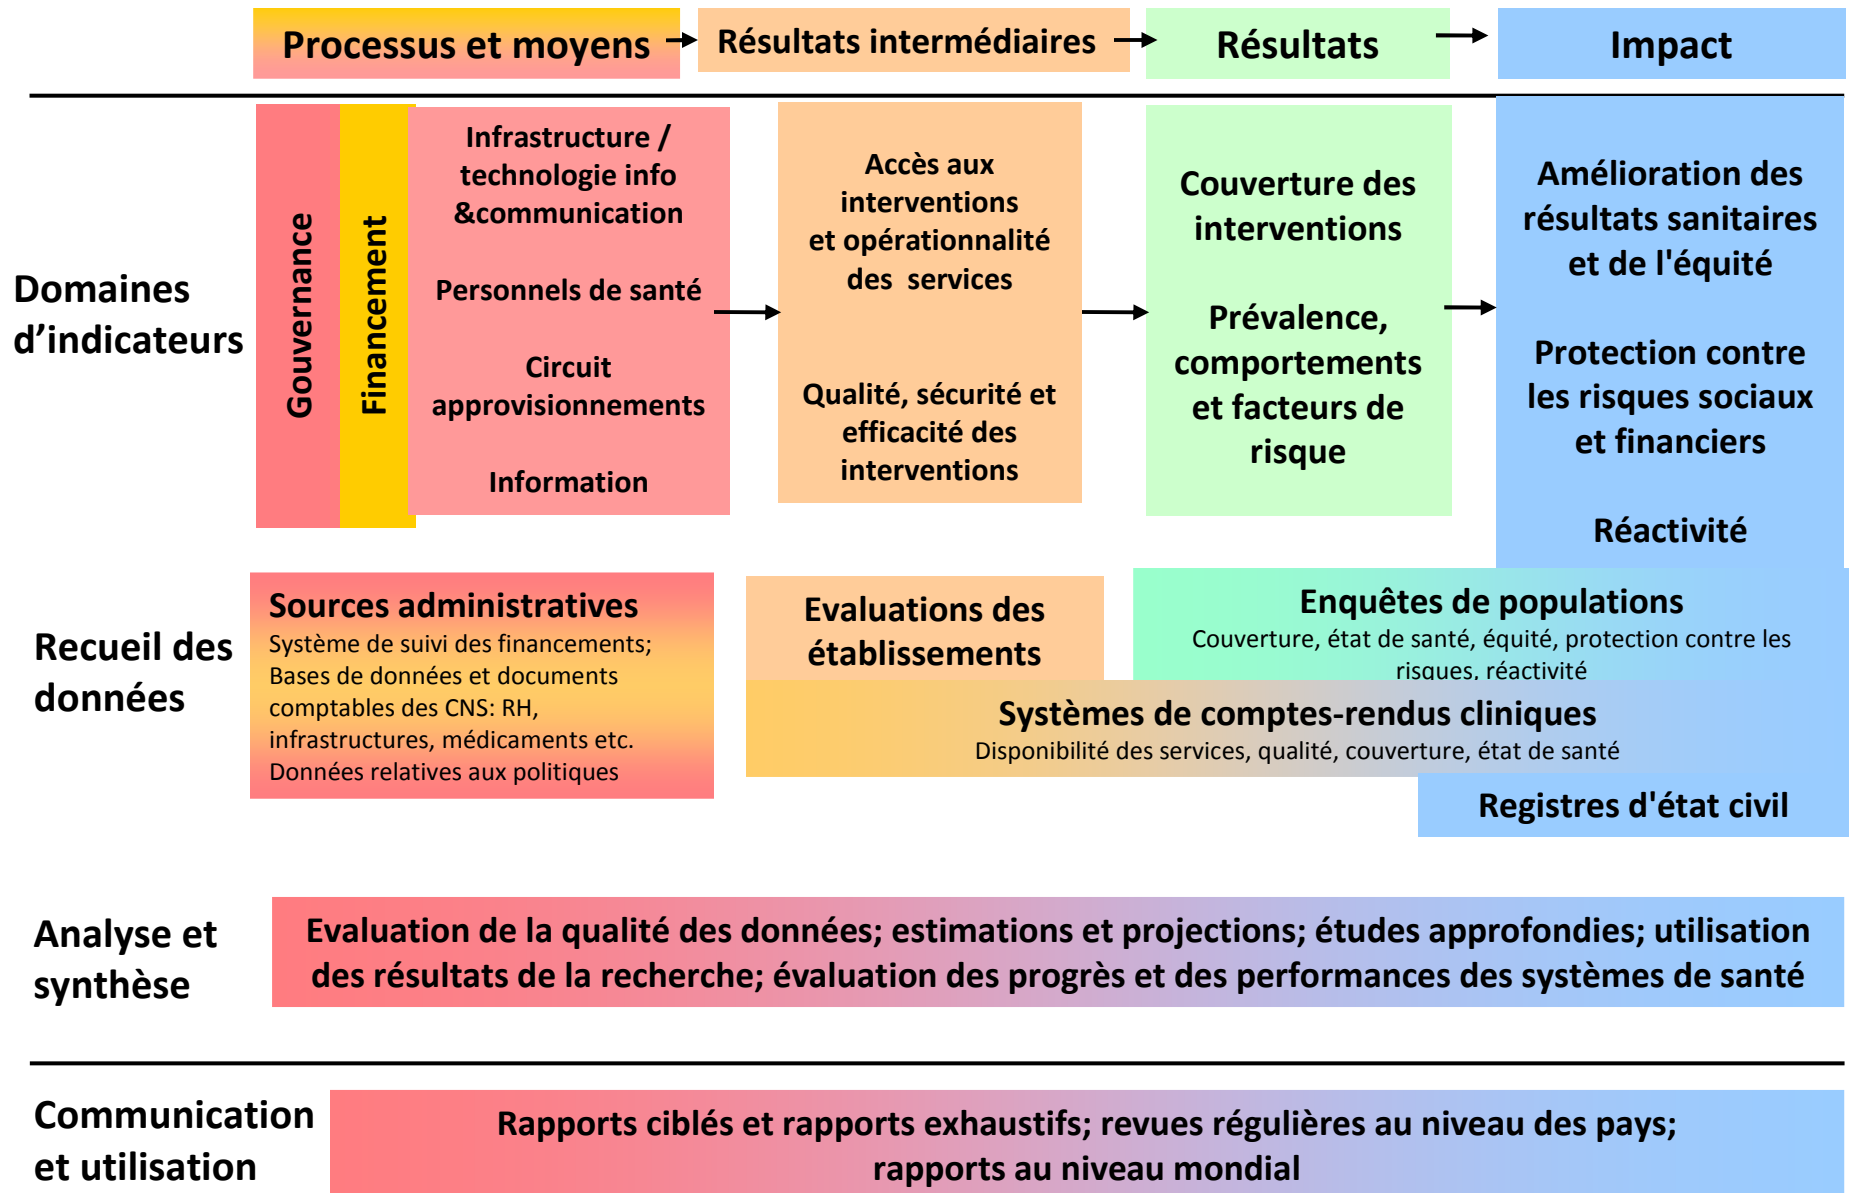 Processus et moyens
Résultats intermédiaires
Résultats
Impact
Domaines
d’indicateurs
Gouvernance
Financement
Infrastructure /
technologie info
&communication
Personnels de santé
Circuit
approvisionnements
Information
Accès aux
interventions
et opérationnalité
des services
Qualité, sécurité et
efficacité des
interventions
Couverture des
interventions
Prévalence,
comportements
et facteurs de
risque
Amélioration des
résultats sanitaires
et de l'équité
Protection contre
les risques sociaux
et financiers
Réactivité
Recueil des
données
Sources administratives
Système de suivi des financements;
Bases de données et documents
comptables des CNS: RH,
infrastructures, médicaments etc.
Données relatives aux politiques
Evaluations des
établissements
Enquêtes de populations
Couverture, état de santé, équité, protection contre les
risques, réactivité
Systèmes de comptes-rendus cliniques
Disponibilité des services, qualité, couverture, état de santé
Registres d'état civil
Analyse et
synthèse
Evaluation de la qualité des données; estimations et projections; études approfondies; utilisation
des résultats de la recherche; évaluation des progrès et des performances des systèmes de santé
Communication
et utilisation
Rapports ciblés et rapports exhaustifs; revues régulières au niveau des pays;
rapports au niveau mondial